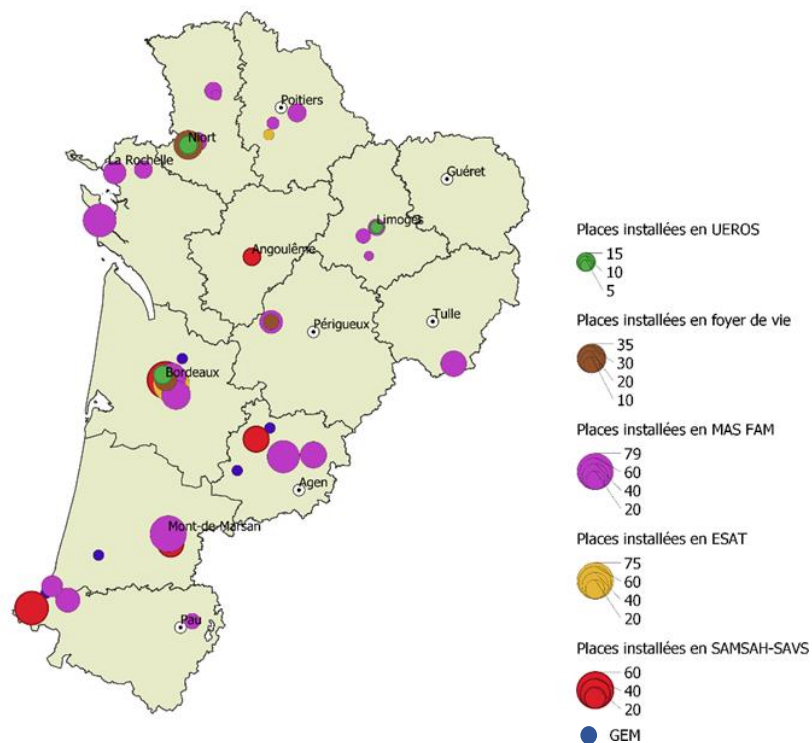 Poitiers
Niort
La Rochelle
Guéret
Limoges
Angoulême
Périgueux
Tulle
Bordeaux
Agen
Mont-de-Marsan
Pau
Places installées en UEROS
15
10
5
Places installées en foyer de vie
35
30
20
10
Places installées en MAS FAM
79
60
40
20
Places installées en ESAT
75
60
40
20
Places installées en SAMSAH-SAVS
60
40
20
GEM